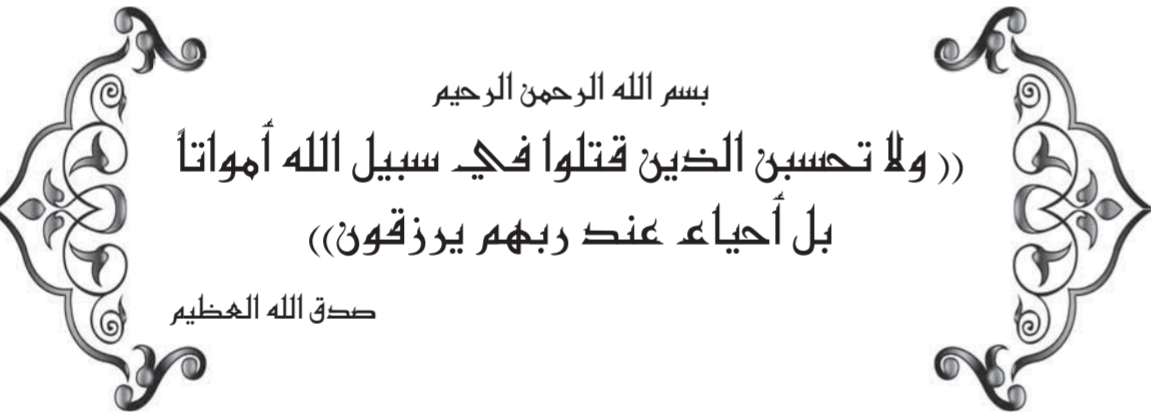 بسم الله الرحمن الرحيم
(( ولا تحسبن الذين قتلوا في سبيل الله أمواتاً
بل أحياء عند ربهم يرزقون))
صدق الله العظيم